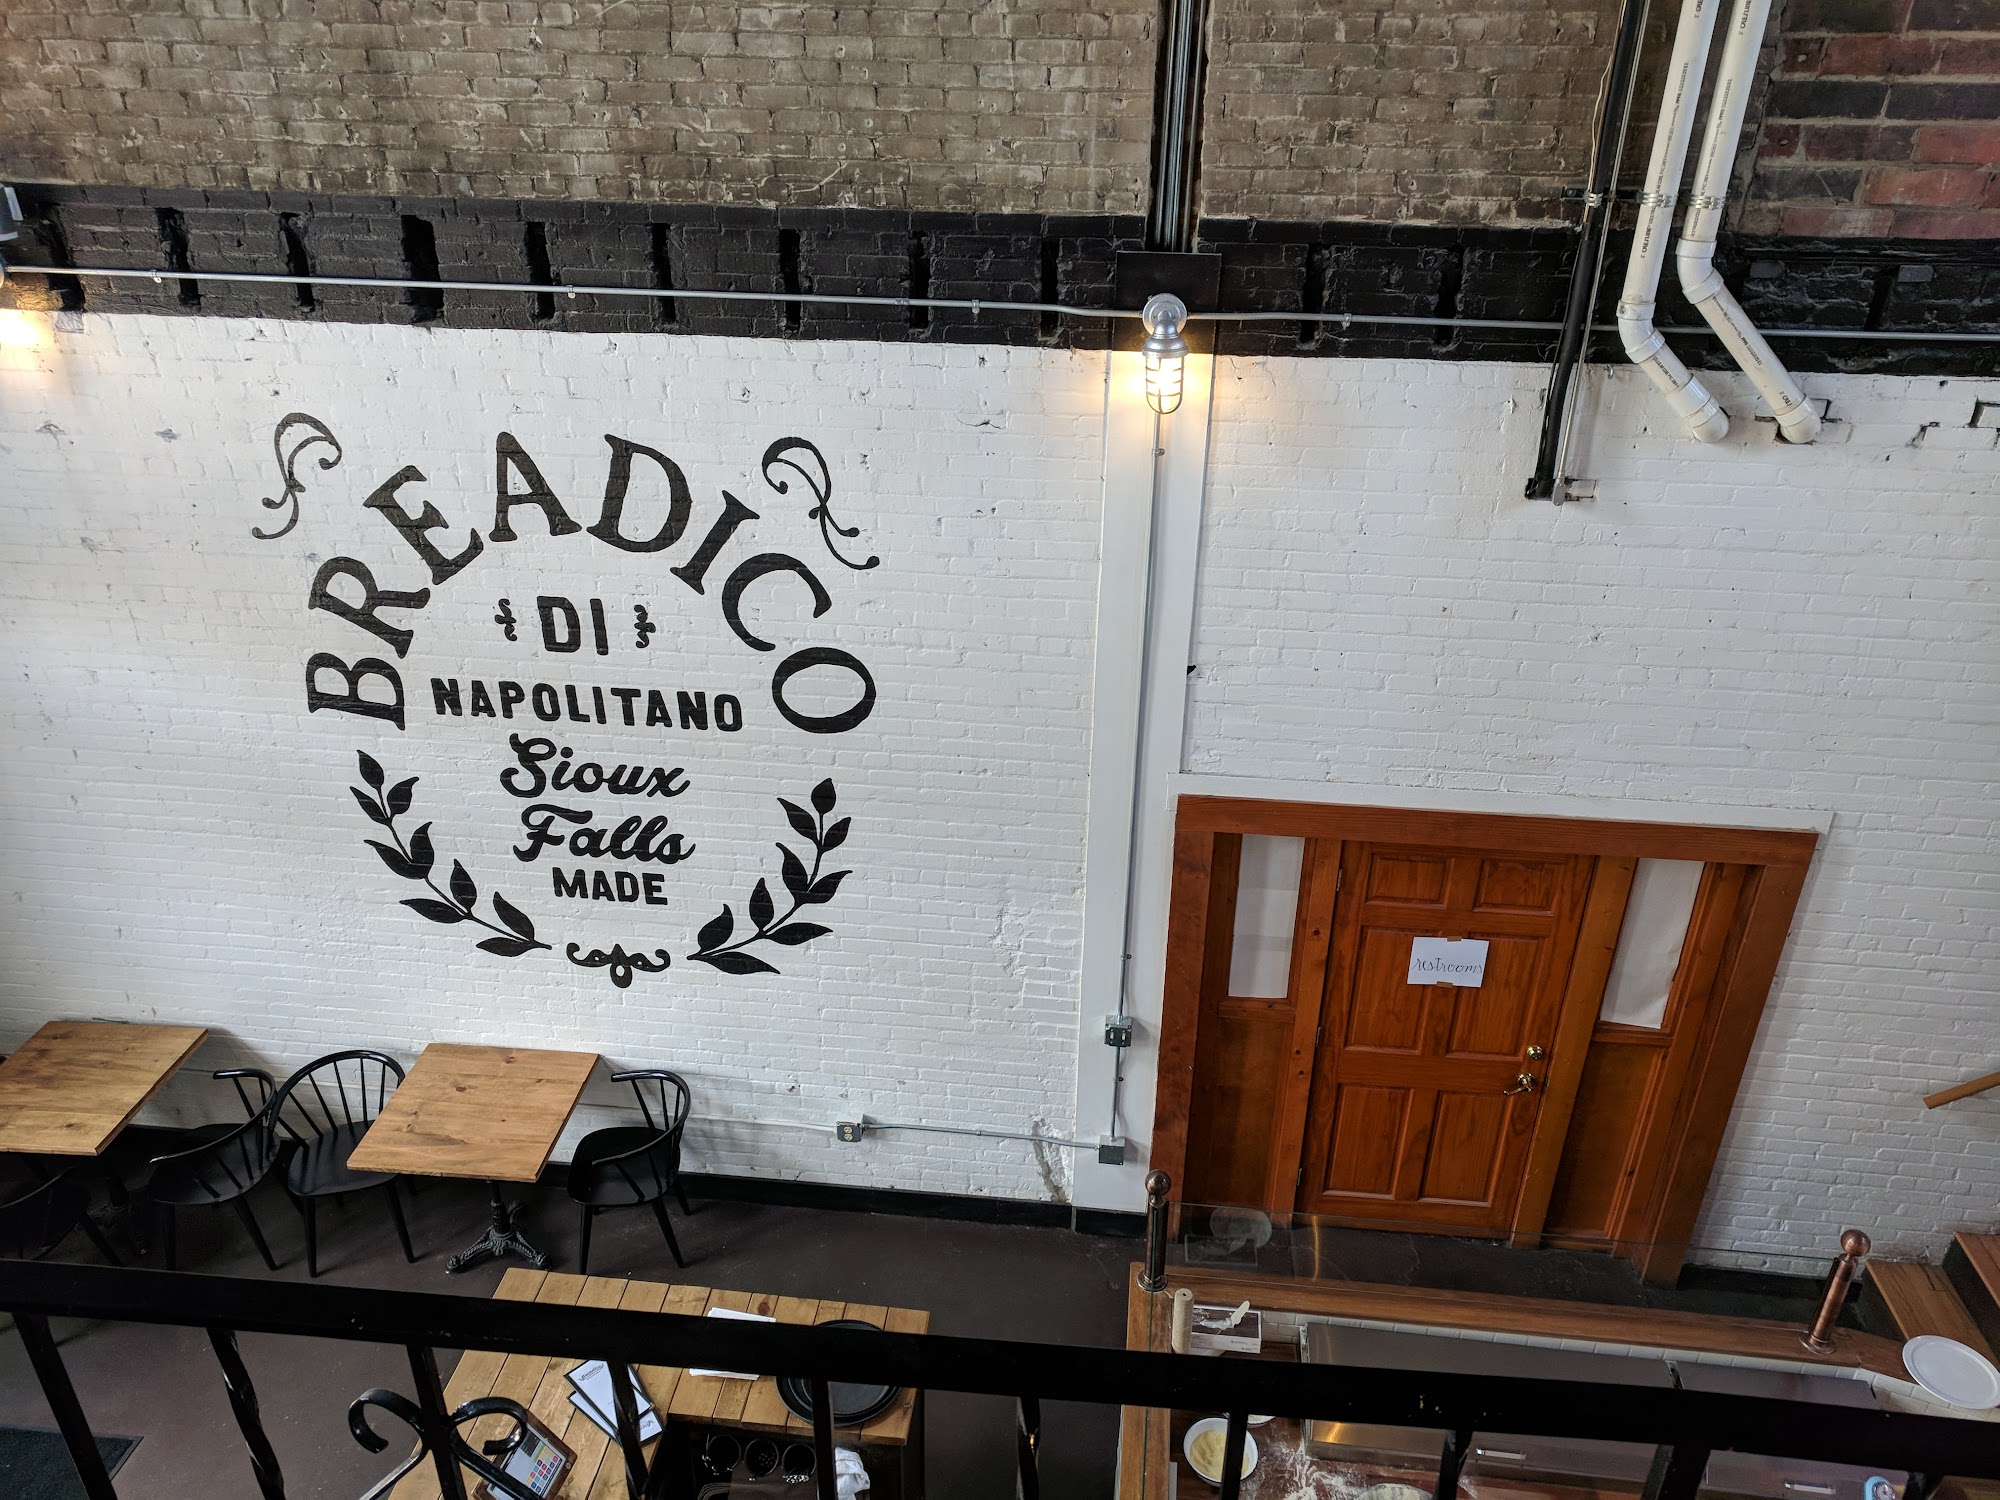 BREADICO
DI
NAPOLITANO
Sioux
Falls
MADE
restrooms